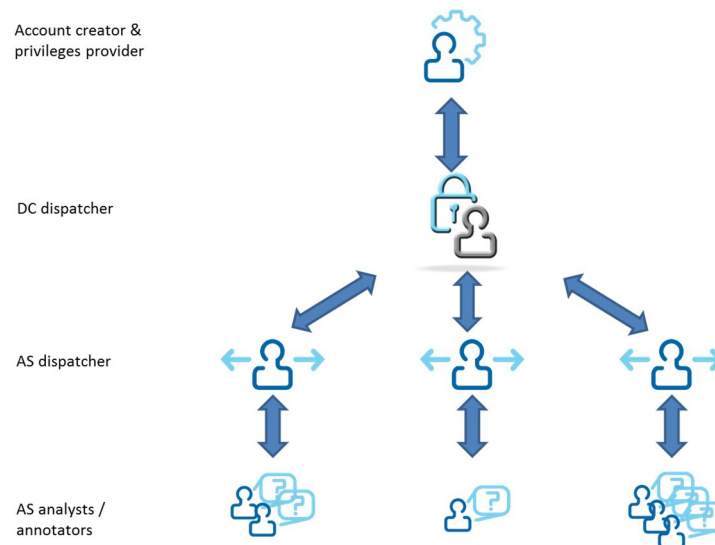 Account creator &
privileges provider
DC dispatcher
AS dispatcher
? ? ? ? ? ?
AS analysts /
annotators